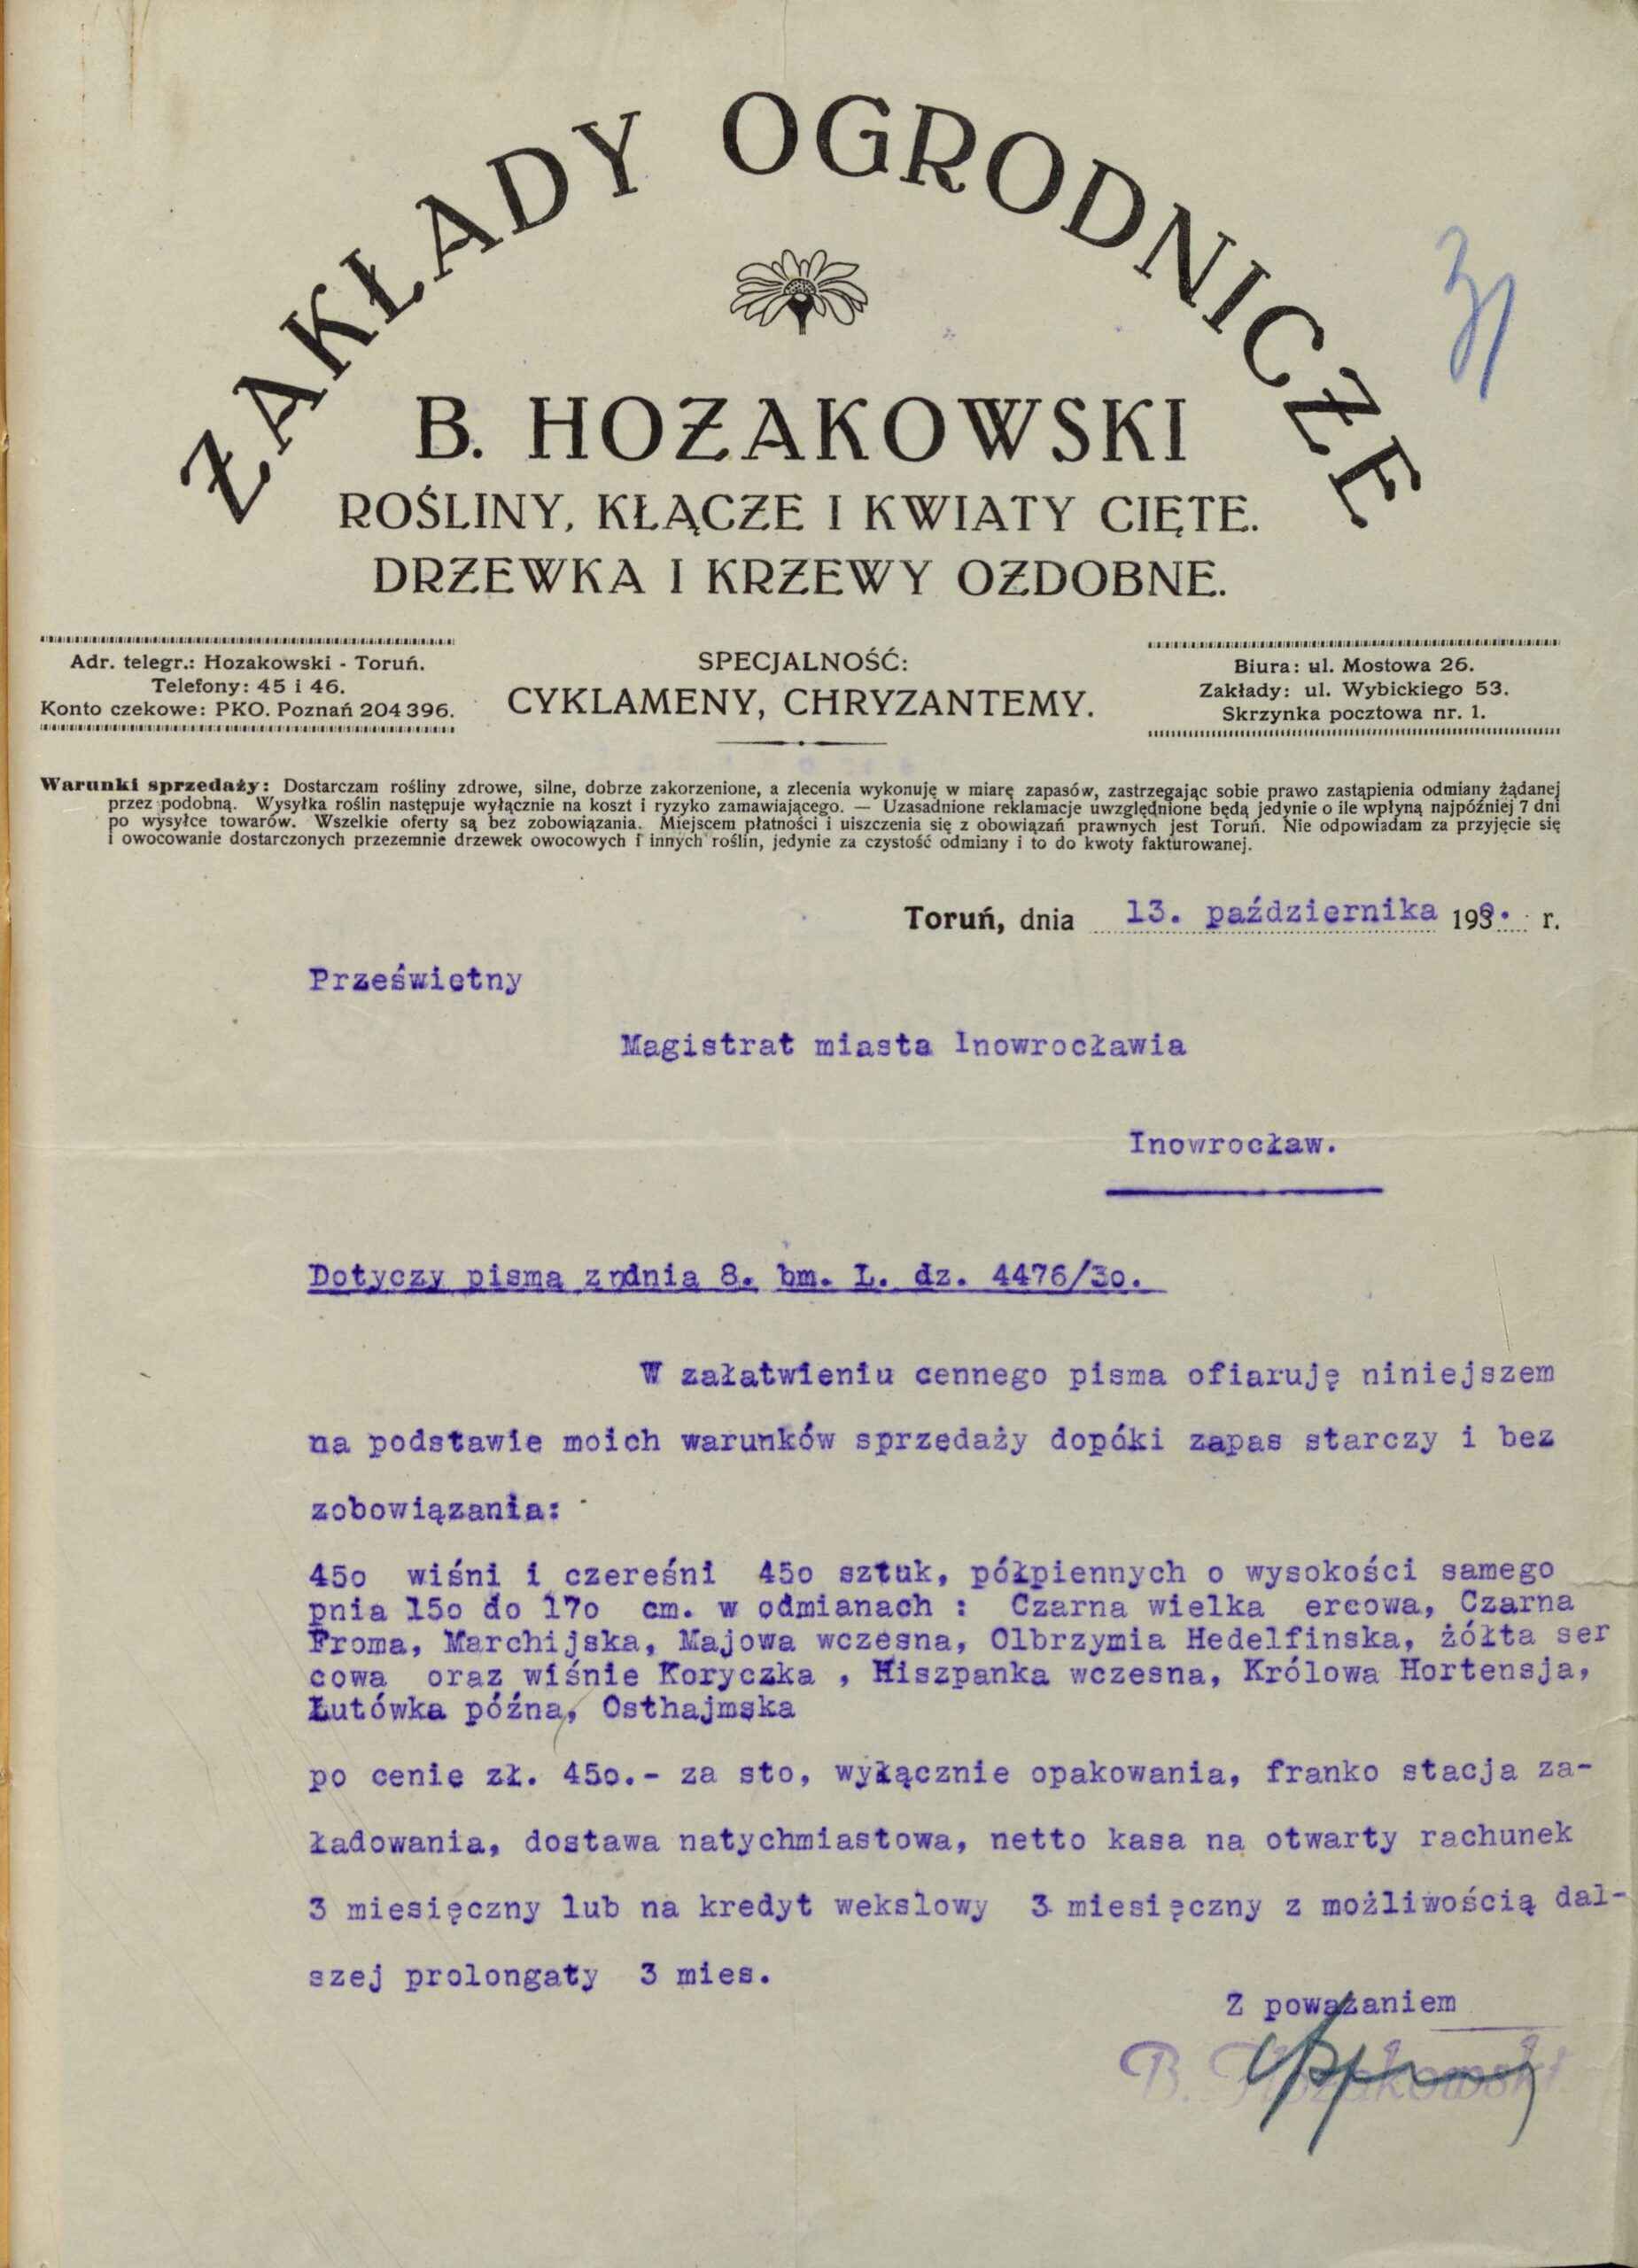 ZAKŁADY OGRODNICZE
31
B. HOZAKOWSKI
ROŚLINY, KŁĄCZE I KWIATY CIĘTE.
DRZEWKA I KRZEWY OZDOBNE.
Adr. telegr.: Hozakowski - Toruń.
Telefony: 45 i 46.
Konto czekowe: PKO. Poznań 204 396.
SPECJALNOŚĆ:
CYKLAMENY, CHRYZANTEMY.
Biura: ul. Mostowa 26.
Zakłady: ul. Wybickiego 53.
Skrzynka pocztowa nr. 1.
Warunki sprzedaży: Dostarczam rośliny zdrowe, silne, dobrze zakorzenione, a zlecenia wykonuję w miarę zapasów, zastrzegając sobie prawo zastąpienia odmiany żądanej
przez podobną. Wysyłka roślin następuje wyłącznie na koszt i ryzyko zamawiającego. — Uzasadnione reklamacje uwzględnione będą jedynie o ile wpłyną najpóźniej 7 dni
po wysyłce towarów. Wszelkie oferty są bez zobowiązania. Miejscem płatności i uiszczenia się z obowiązań prawnych jest Toruń. Nie odpowiadam za przyjęcie się
i owocowanie dostarczonych przezemnie drzewek owocowych i innych roślin, jedynie za czystość odmiany i to do kwoty fakturowanej.
Toruń, dnia 13. października 1930. r.
Prześwietny
Magistrat miasta Inowrocławia
Inowrocław.
Dotyczy pisma z dnia 8. bm. L. dz. 4476/30.
W załatwieniu cennego pisma ofiaruję niniejszem
na podstawie moich warunków sprzedaży dopóki zapas starczy i bez
zobowiązania:
450 wiśni i czereśni 450 sztuk, półpiennych o wysokości samego
pnia 150 do 170 cm. w odmianach : Czarna wielka ercowa, Czarna
Froma, Marchijska, Majowa wczesna, Olbrzymia Hedelfinska, żółta ser
cowa oraz wiśnie Koryczka , Hiszpanka wczesna, Królowa Hortensja,
Łutówka późna, Osthajmska
po cenie zł. 450.- za sto, wyłącznie opakowania, franko stacja za-
ładowania, dostawa natychmiastowa, netto kasa na otwarty rachunek
3 miesięczny lub na kredyt wekslowy 3 miesięczny z możliwością dal-
szej prolongaty 3 mies.
Z poważaniem
B. Hozakowski